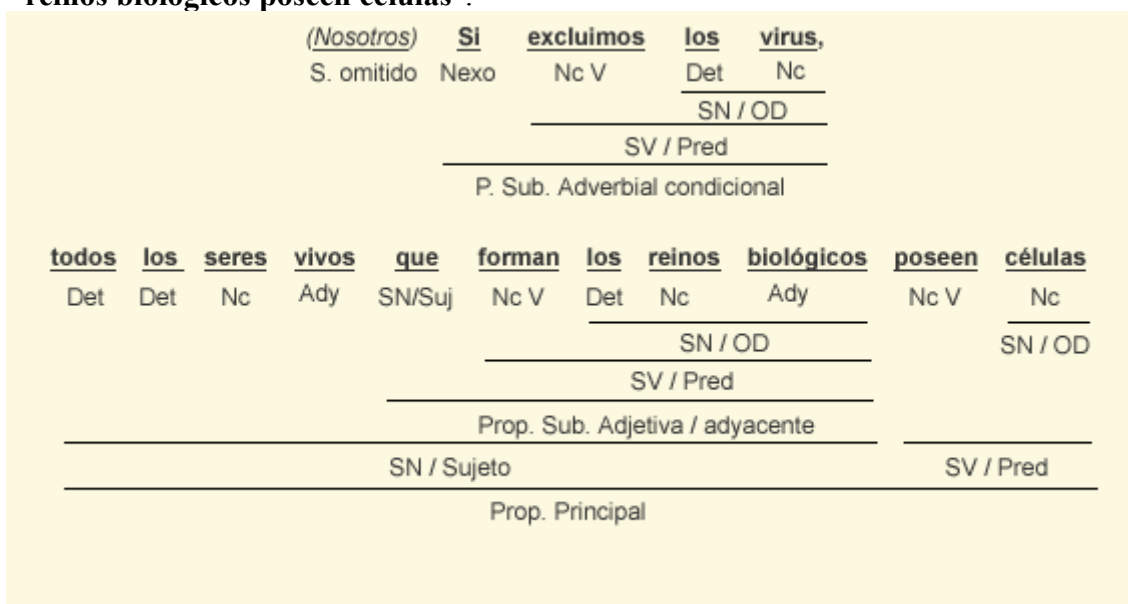 reinos biológicos poseen células".
(Nosotros) Si excluimos los virus,
S. omitido Nexo Nc V Det Nc
SN / OD
SV / Pred
P. Sub. Adverbial condicional
todos los seres vivos que forman los reinos biológicos poseen células
Det Det Nc Ady SN/Suj Nc V Det Nc Ady Nc V Nc
SN / OD SN / OD
SV / Pred
Prop. Sub. Adjetiva / adyacente
SN / Sujeto SV / Pred
Prop. Principal